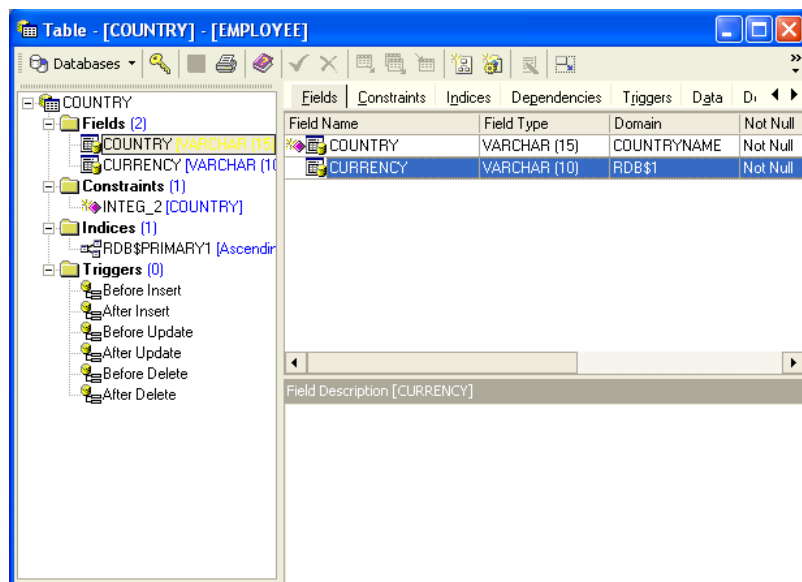 Table - [COUNTRY] - [EMPLOYEE]
Databases
COUNTRY
Fields (2)
COUNTRY [VARCHAR (15)
CURRENCY [VARCHAR (10
Constraints (1)
INTEG_2 [COUNTRY]
Indices (1)
RDB$PRIMARY1 [Ascendin
Triggers (0)
Before Insert
After Insert
Before Update
After Update
Before Delete
After Delete
Fields Constraints Indices Dependencies Triggers Data
Field Name Field Type Domain Not Null
COUNTRY VARCHAR (15) COUNTRYNAME Not Null
CURRENCY VARCHAR (10) RDB$1 Not Null
Field Description [CURRENCY]